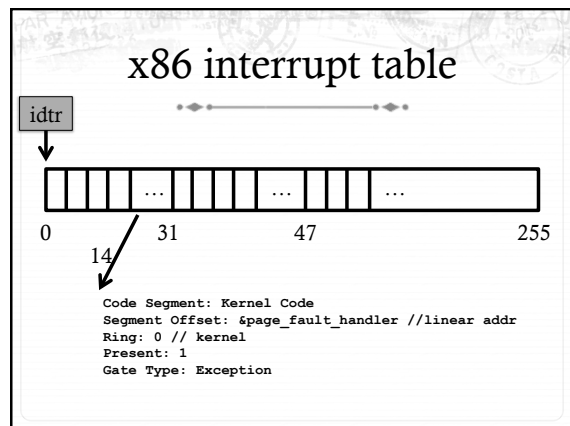 x86 interrupt table
idtr
... ... ...
0 31 47 255
14
Code Segment: Kernel Code
Segment Offset: &page_fault_handler //linear addr
Ring: 0 // kernel
Present: 1
Gate Type: Exception